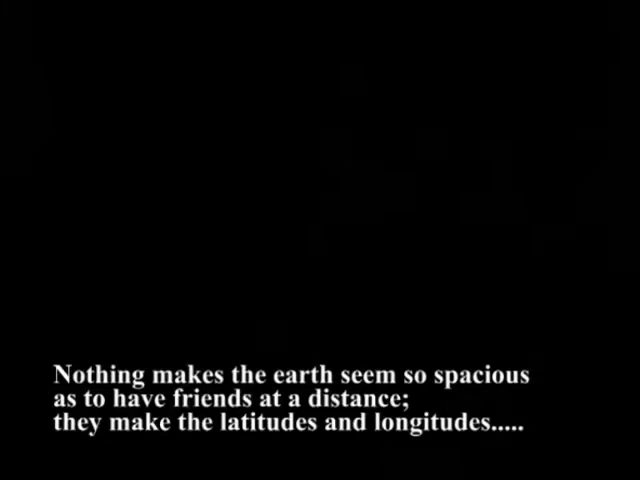 Nothing makes the earth seem so spacious
as to have friends at a distance;
they make the latitudes and longitudes.....